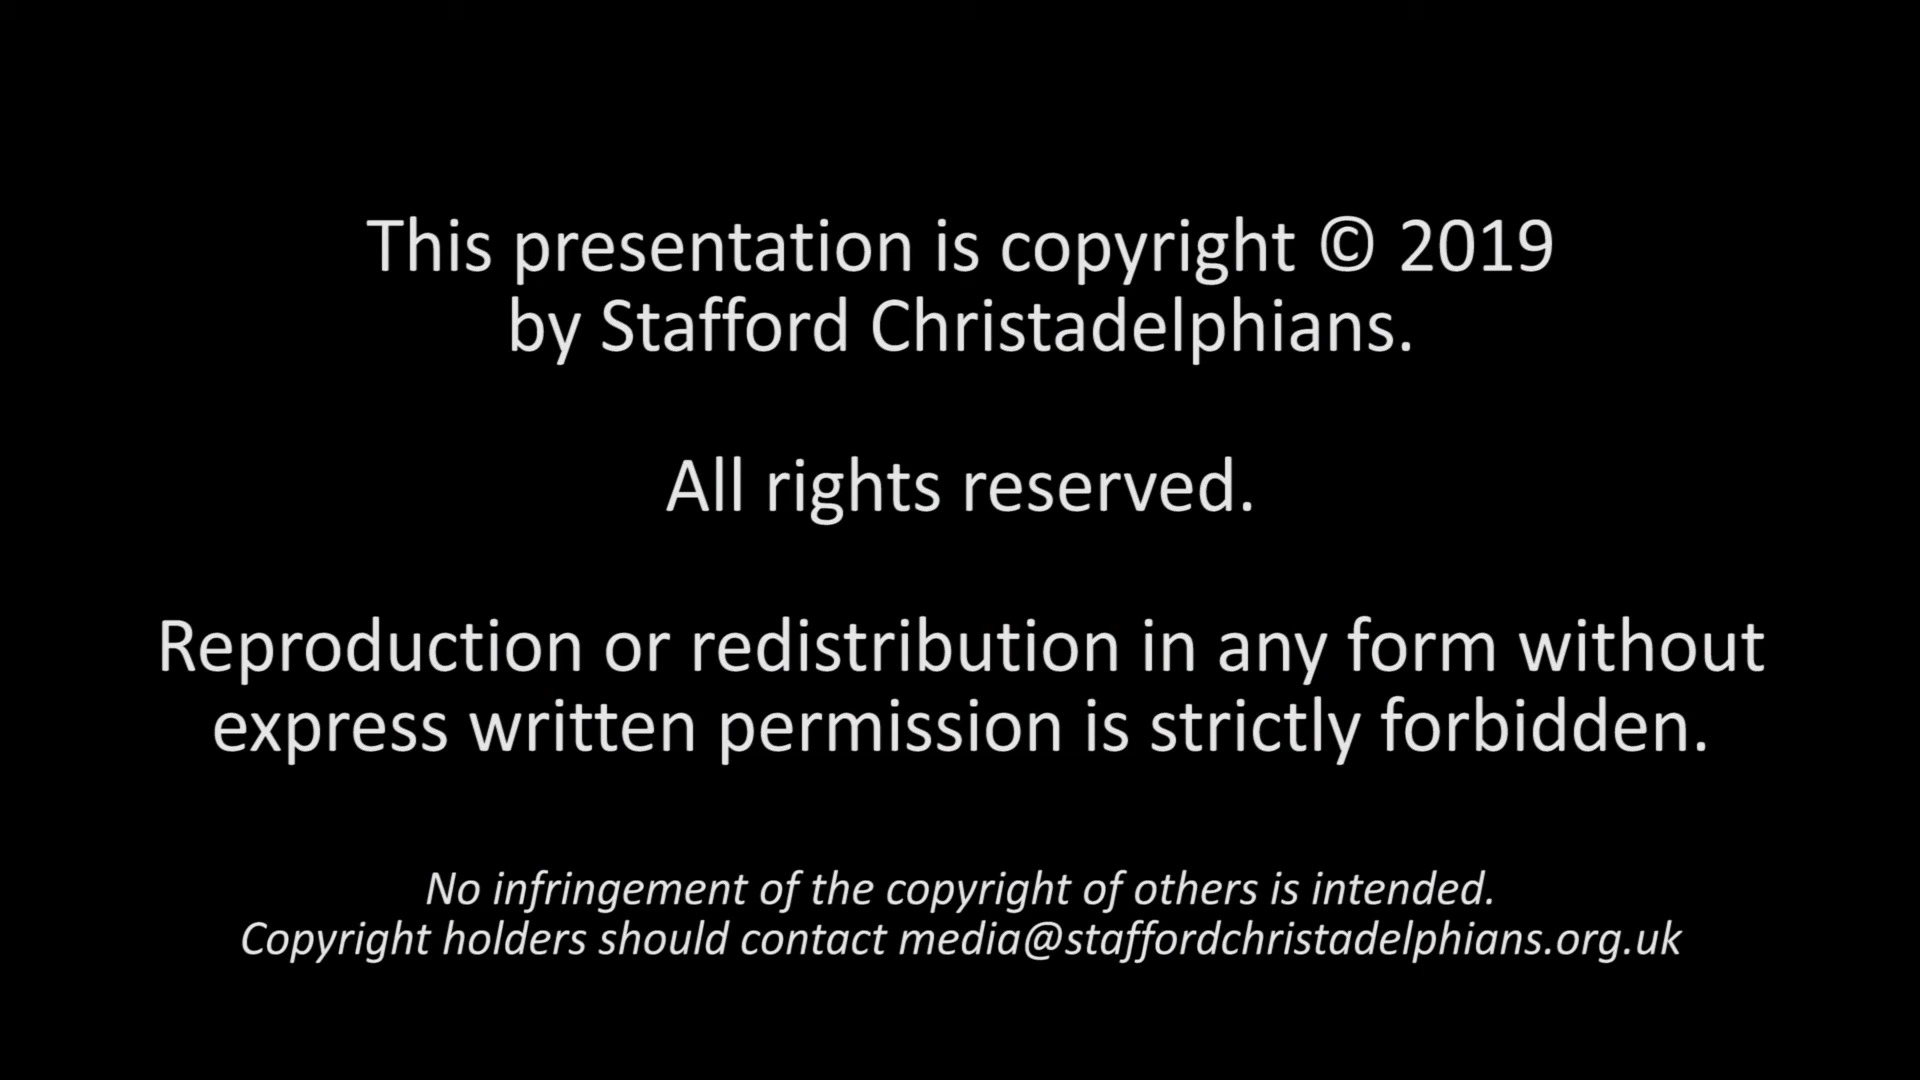 This presentation is copyright © 2019
by Stafford Christadelphians.
All rights reserved.
Reproduction or redistribution in any form without
express written permission is strictly forbidden.
No infringement of the copyright of others is intended.
Copyright holders should contact media@staffordchristadelphians.org.uk